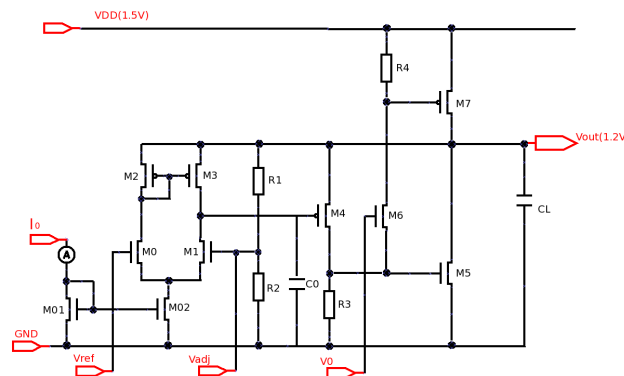 VDD(1.5V)
R4
M7
Vout(1.2V
M2
M3
R1
M4
M6
CL
I₀
A
M0
M1
M5
R2
C0
R3
M01
M02
GND
Vref
Vadj
V0